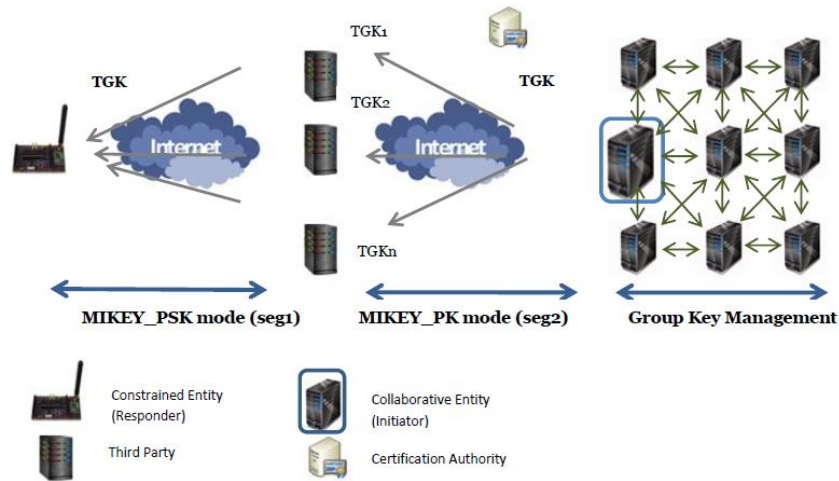 TGK1
TGK
TGK
TGK2
Internet
Internet
TGKn
MIKEY_PSK mode (seg1)
MIKEY_PK mode (seg2)
Group Key Management
Constrained Entity
(Responder)
Collaborative Entity
(Initiator)
Third Party
Certification Authority